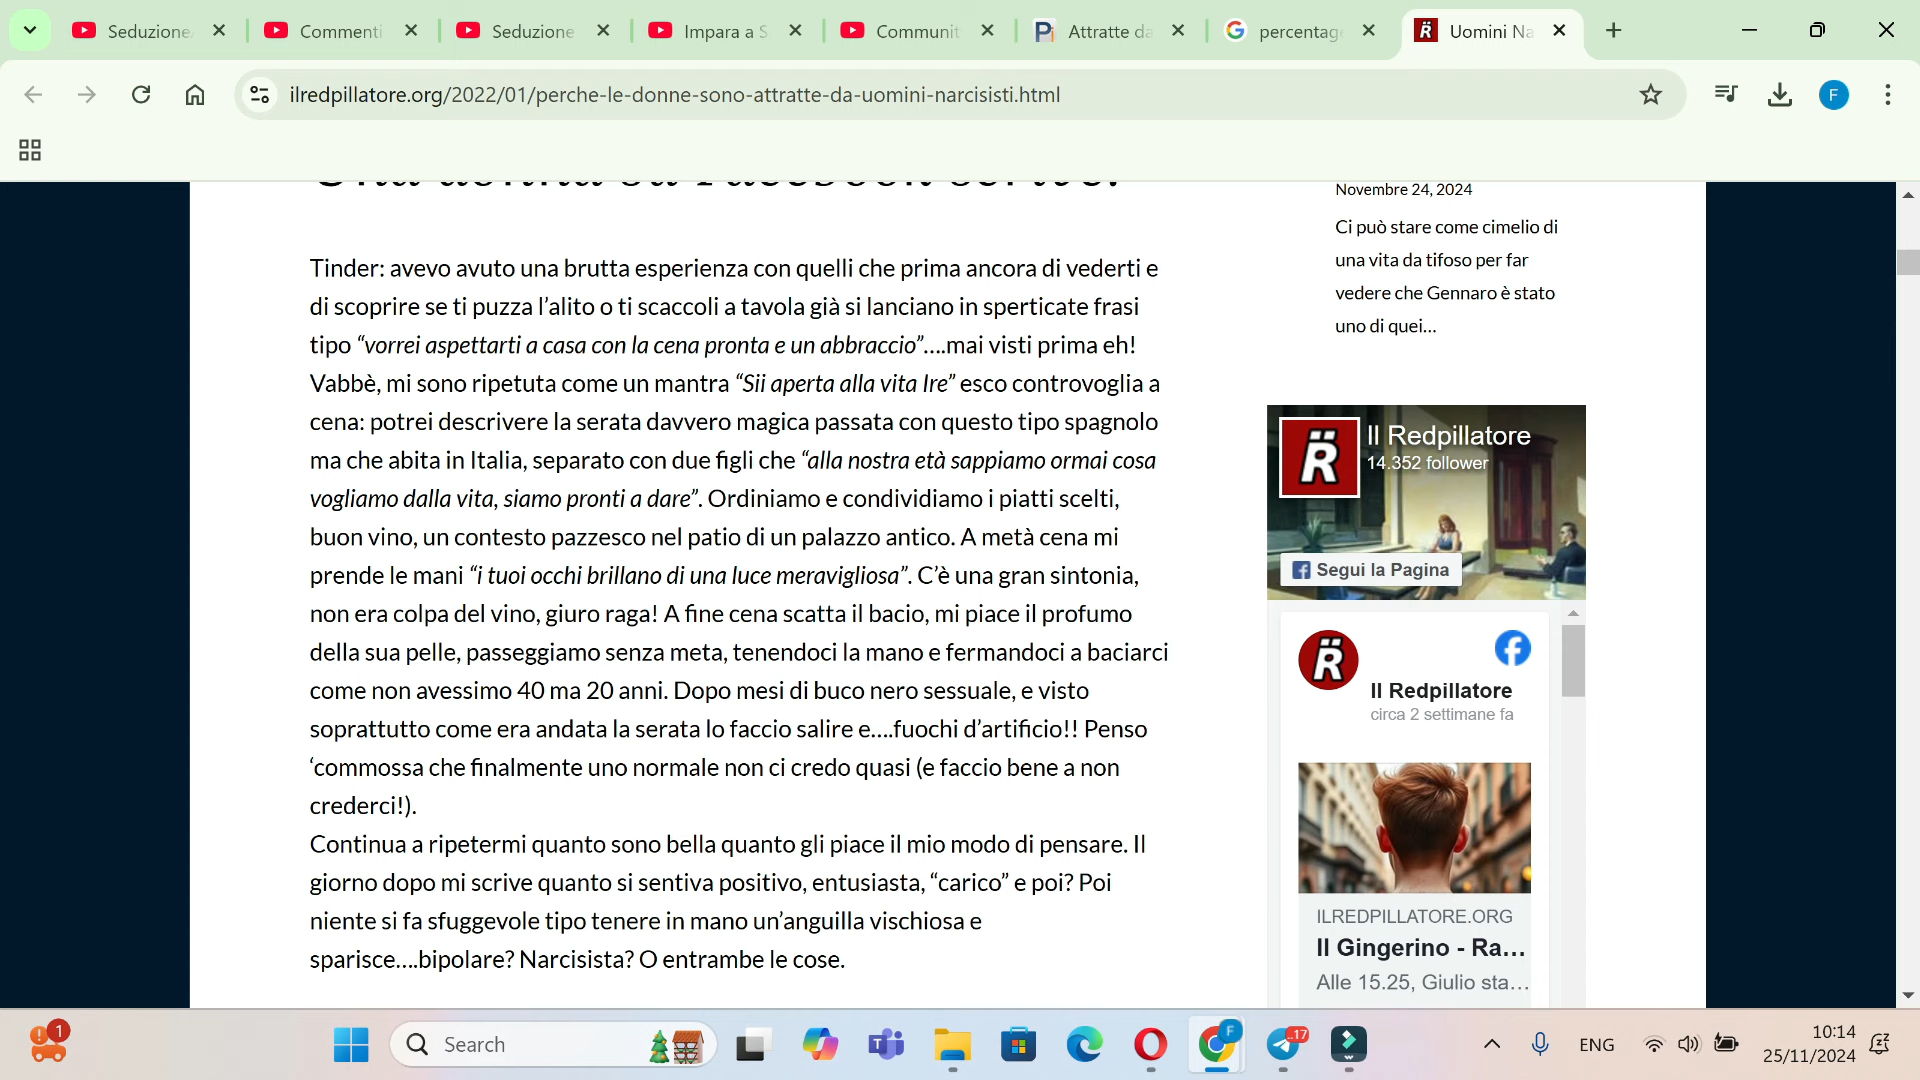 Seduzione
Commenti
Seduzione
Impara a S
Communit
Attratte da
percentag
Uomini Na
ilredpillatore.org/2022/01/perche-le-donne-sono-attratte-da-uomini-narcisisti.html
F
Tinder: avevo avuto una brutta esperienza con quelli che prima ancora di vederti e
di scoprire se ti puzza l’alito o ti scaccoli a tavola già si lanciano in sperticate frasi
tipo “vorrei aspettarti a casa con la cena pronta e un abbraccio”….mai visti prima eh!
Vabbè, mi sono ripetuta come un mantra “Sii aperta alla vita Ire” esco controvoglia a
cena: potrei descrivere la serata davvero magica passata con questo tipo spagnolo
ma che abita in Italia, separato con due figli che “alla nostra età sappiamo ormai cosa
vogliamo dalla vita, siamo pronti a dare”. Ordiniamo e condividiamo i piatti scelti,
buon vino, un contesto pazzesco nel patio di un palazzo antico. A metà cena mi
prende le mani “i tuoi occhi brillano di una luce meravigliosa”. C’è una gran sintonia,
non era colpa del vino, giuro raga! A fine cena scatta il bacio, mi piace il profumo
della sua pelle, passeggiamo senza meta, tenendoci la mano e fermandoci a baciarci
come non avessimo 40 ma 20 anni. Dopo mesi di buco nero sessuale, e visto
soprattutto come era andata la serata lo faccio salire e….fuochi d’artificio!! Penso
‘commossa che finalmente uno normale non ci credo quasi (e faccio bene a non
crederci!).
Continua a ripetermi quanto sono bella quanto gli piace il mio modo di pensare. Il
giorno dopo mi scrive quanto si sentiva positivo, entusiasta, “carico” e poi? Poi
niente si fa sfuggevole tipo tenere in mano un’anguilla vischiosa e
sparisce….bipolare? Narcisista? O entrambe le cose.
Novembre 24, 2024
Ci può stare come cimelio di
una vita da tifoso per far
vedere che Gennaro è stato
uno di quei…
Il Redpillatore
14.352 follower
Segui la Pagina
Il Redpillatore
circa 2 settimane fa
ILREDPILLATORE.ORG
Il Gingerino - Ra...
Alle 15.25, Giulio sta...
1
Search
F
..17
ENG
10:14
25/11/2024